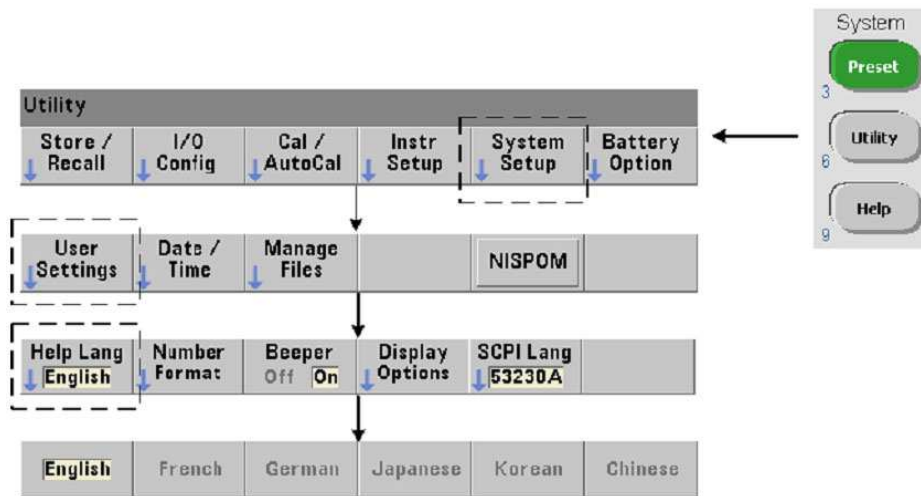 System
Preset
3
Utility
6
Help
9
Utility
Store / Recall
I/O Config
Cal / AutoCal
Instr Setup
System Setup
Battery Option
User Settings
Date / Time
Manage Files
NISPOM
Help Lang English
Number Format
Beeper Off On
Display Options
SCPI Lang 53230A
English
French
German
Japanese
Korean
Chinese